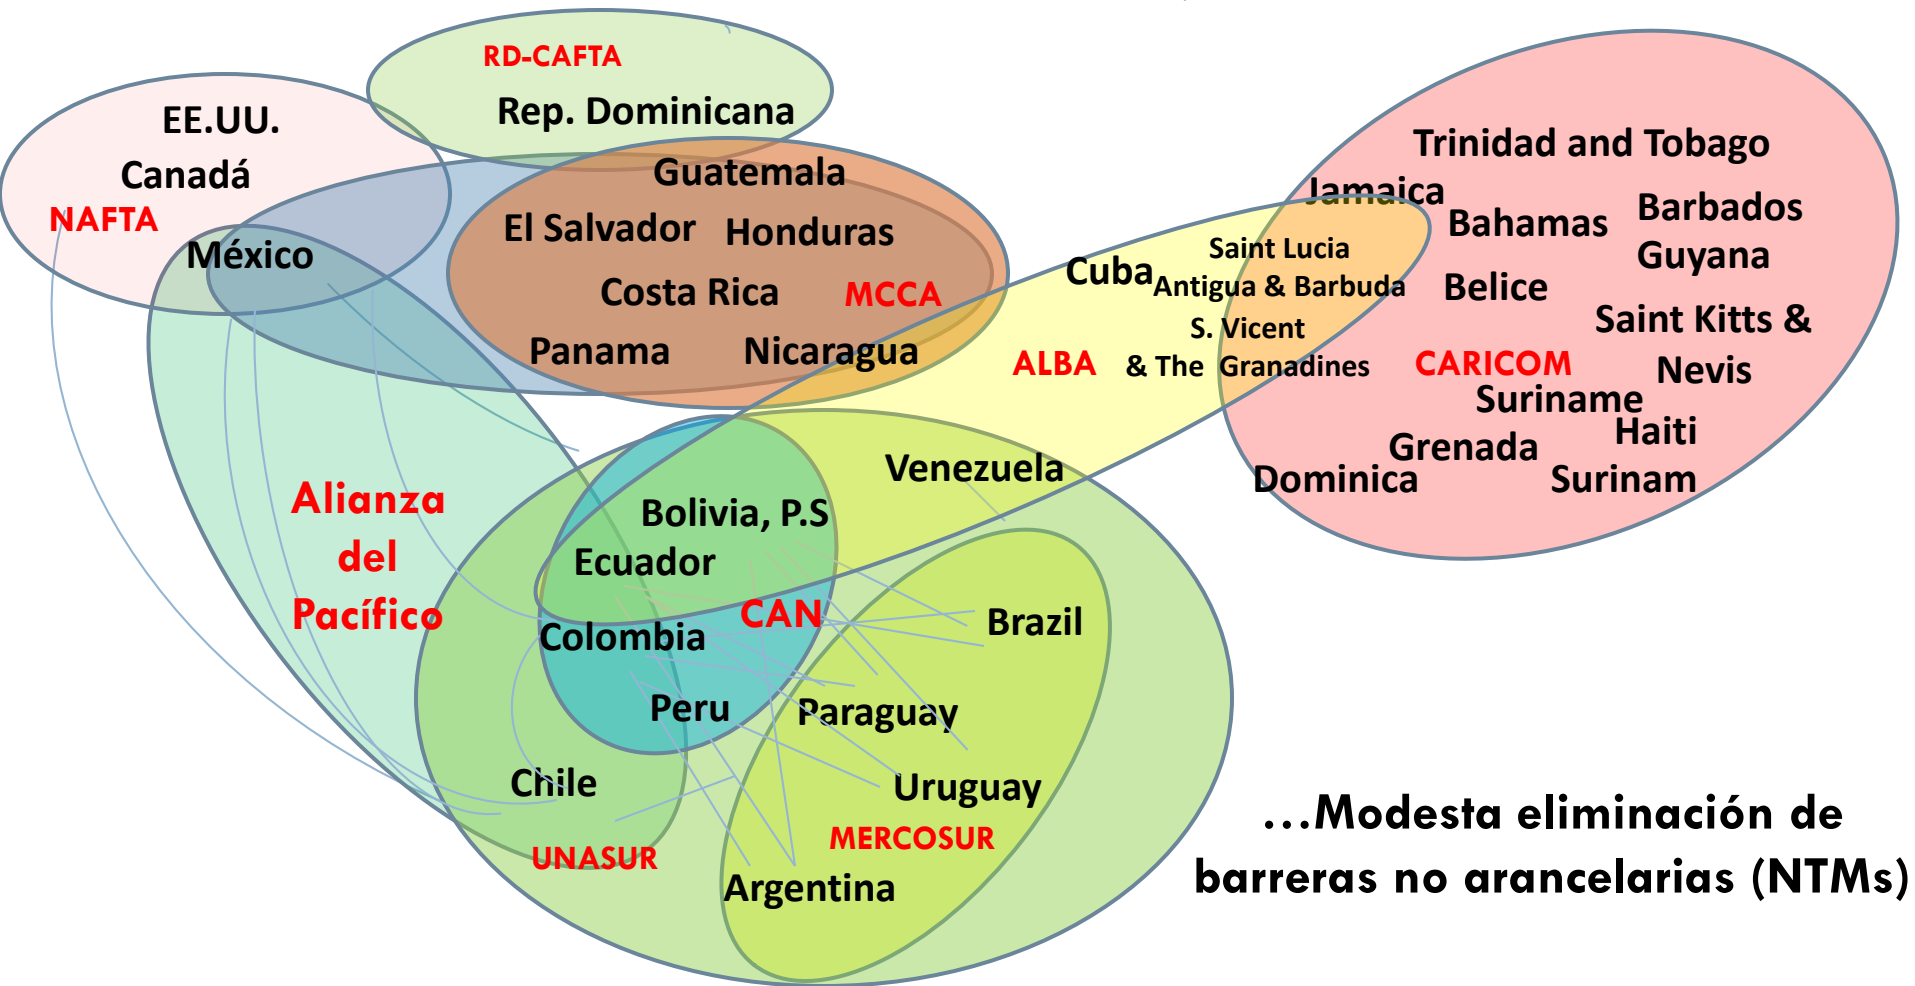 RD-CAFTA
Rep. Dominicana
EE.UU.
Canadá
NAFTA
México
Guatemala
El Salvador
Honduras
Costa Rica
MCCA
Panama
Nicaragua
Cuba
Saint Lucia
Antigua & Barbuda
S. Vicent
& The Granadines
ALBA
Trinidad and Tobago
Jamaica
Bahamas
Barbados
Guyana
Belice
Saint Kitts &
Nevis
CARICOM
Suriname
Haiti
Grenada
Dominica
Surinam
Alianza
del
Pacífico
Venezuela
Bolivia, P.S
Ecuador
CAN
Colombia
Peru
Chile
UNASUR
Brazil
Paraguay
Uruguay
MERCOSUR
Argentina
...Modesta eliminación de
barreras no arancelarias (NTMs)